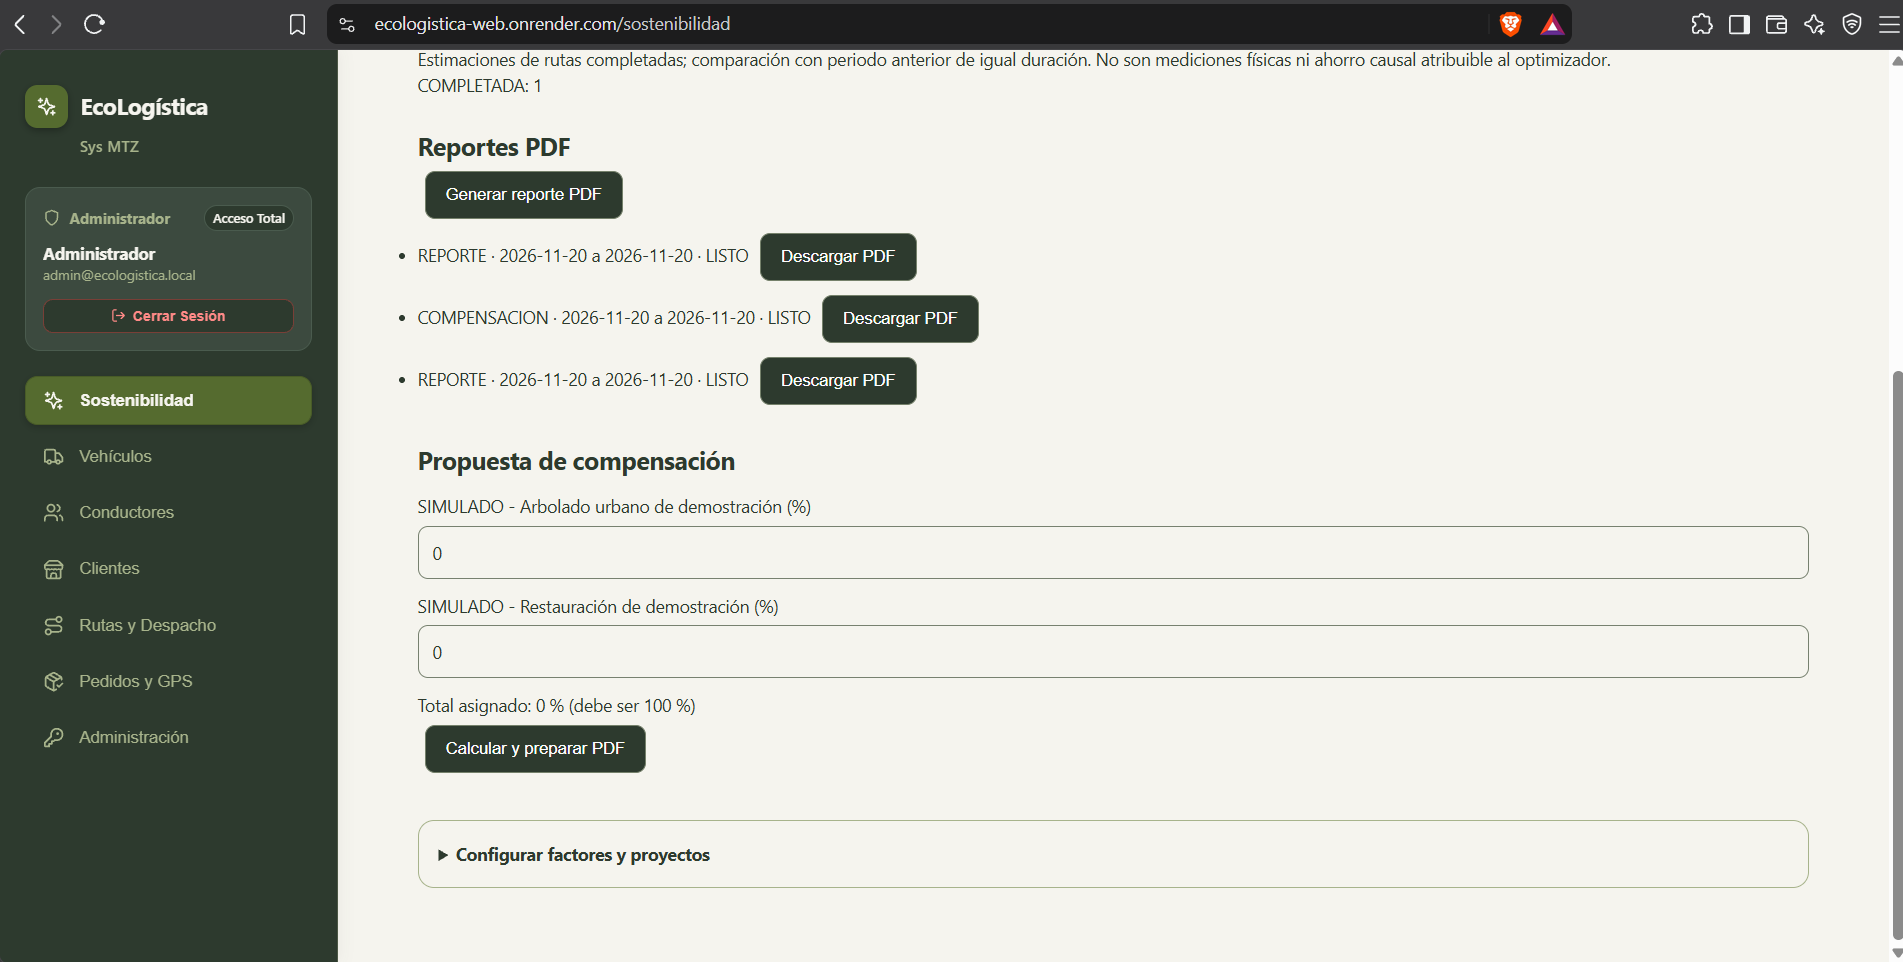 ecologistica-web.onrender.com/sostenibilidad
EcoLogística
Sys MTZ
Administrador
Acceso Total
Administrador
admin@ecologistica.local
Cerrar Sesión
Sostenibilidad
Vehículos
Conductores
Clientes
Rutas y Despacho
Pedidos y GPS
Administración
Estimaciones de rutas completadas; comparación con periodo anterior de igual duración. No son mediciones físicas ni ahorro causal atribuible al optimizador.
COMPLETADA: 1
Reportes PDF
Generar reporte PDF
• REPORTE · 2026-11-20 a 2026-11-20 · LISTO Descargar PDF
• COMPENSACION · 2026-11-20 a 2026-11-20 · LISTO Descargar PDF
• REPORTE · 2026-11-20 a 2026-11-20 · LISTO Descargar PDF
Propuesta de compensación
SIMULADO - Arbolado urbano de demostración (%)
0
SIMULADO - Restauración de demostración (%)
0
Total asignado: 0 % (debe ser 100 %)
Calcular y preparar PDF
Configurar factores y proyectos